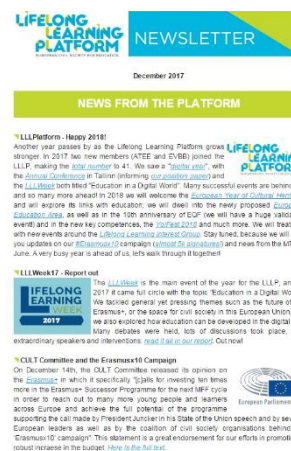 LIFELONG
LEARNING
PLATFORM
NEWSLETTER
December 2017
NEWS FROM THE PLATFORM
LLLPlatform - Happy 2018!
Another year passes by as the Lifelong Learning Platform grows
stronger. In 2017 two new members (ATEE and EVBB) joined the
LLLP, making the total number to 41. We saw a "digital year", with
the Annual Conference in Tallinn (informing our position paper) and
the LLLWeek both titled "Education in a Digital World". Many successful events are behind
and so many more ahead! In 2018 we will welcome the European Year of Cultural
and will explore its links with education; we will dwell into the newly proposed
Education Area, as well as in the 10th anniversary of EQF (we will have a huge
event) and in the new key competences, the YoFest 2018 and much more. We will
with new events around the Lifelong Learning Interest Group. Stay tuned, because we will
you updates on our #Erasmusx10 campaign (almost 5k signatures!) and news from the
June. A very busy year is ahead of us, let's walk through it together!
LIFELONG
LEARNING
PLATFO
LLLWeek17 - Report out
LIFELONG
LEARNING
WEEK
2017
The LLLWeek is the main event of the year for the LLLP, an
2017 it came full circle with the topic "Education in a Digital Wo
We tackled general yet pressing themes such as the future of
Erasmus+, or the space for civil society in this European Union,
we also explored how education can be developed in the digital
Many debates were held, lots of discussions took place,
extraordinary speakers and interventions: read it all in our report. Out now!
CULT Committee and the Erasmusx10 Campaign
On December 14th, the CULT Committee released its opinion on
the Erasmus+ in which it specifically "[c]alls for investing ten times
more in the Erasmus+ Successor Programme for the next MFF cycle
in order to reach out to many more young people and learners
across Europe and achieve the full potential of the programme
European Parliament
supporting the call made by President Juncker in his State of the Union speech and by
European leaders as well as by the coalition of civil society organisations behind
'Erasmusx10' campaign". This statement is a great endorsement for our efforts in
robust increase in the budget. Here is the full text.